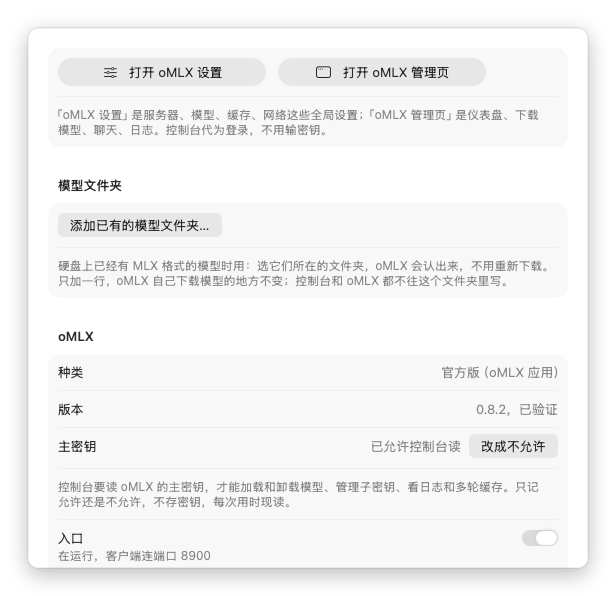 打开 oMLX 设置
打开 oMLX 管理页
「oMLX 设置」是服务器、模型、缓存、网络这些全局设置；「oMLX 管理页」是仪表盘、下载
模型、聊天、日志。控制台代为登录，不用输密钥。
模型文件夹
添加已有的模型文件夹...
硬盘上已经有 MLX 格式的模型时用：选它们所在的文件夹，oMLX 会认出来，不用重新下载。
只加一行，oMLX 自己下载模型的地方不变；控制台和 oMLX 都不往这个文件夹里写。
oMLX
种类
官方版（oMLX 应用）
版本
0.8.2，已验证
主密钥
已允许控制台读
改成不允许
控制台要读 oMLX 的主密钥，才能加载和卸载模型、管理子密钥、看日志和多轮缓存。只记
允许还是不允许，不存密钥，每次用时现读。
入口
在运行，客户端连端口 8900